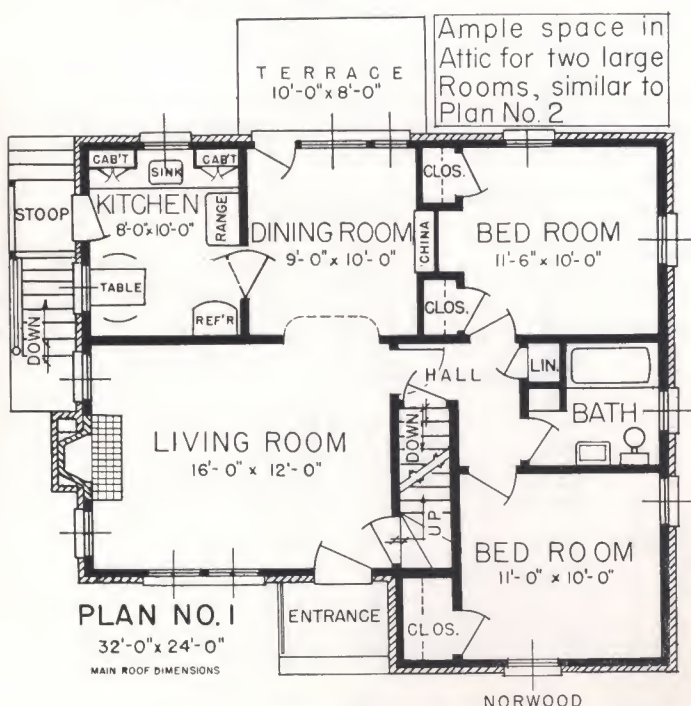 Ample space in
Attic for two large
Rooms, similar to
Plan No. 2
TERRACE
10'-0" x 8'-0"
CAB'T
SINK
CAB'T
CLOS.
STOOP
KITCHEN
8'-0" x 10'-0"
RANGE
DINING ROOM
9'-0" x 10'-0"
CHINA
BED ROOM
11'-6" x 10'-0"
TABLE
REF'R
CLOS.
DOWN
HALL
LIN.
BATH
LIVING ROOM
16'-0" x 12'-0"
DOWN
UP
BED ROOM
11'-0" x 10'-0"
PLAN NO. 1
32'-0" x 24'-0"
MAIN ROOF DIMENSIONS
ENTRANCE
CLOS.
NORWOOD